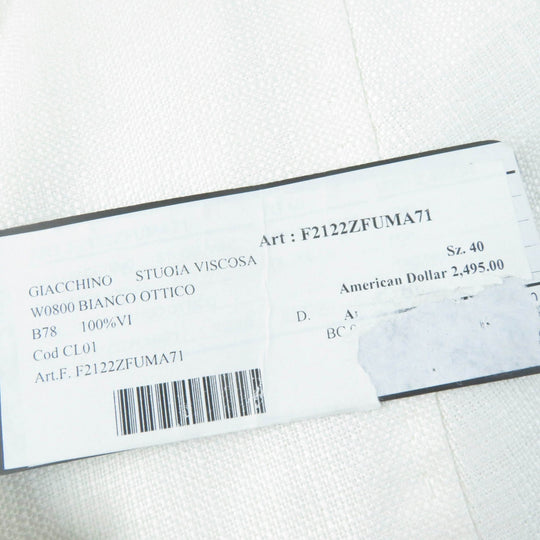 Art : F2122ZFUMA71
GIACCHINO STUOIA VISCOSA
Sz. 40
W0800 BIANCO OTTICO
American Dollar 2,495.00
B78 100%VI
D.
Cod CL01
BC
Art.F. F2122ZFUMA71